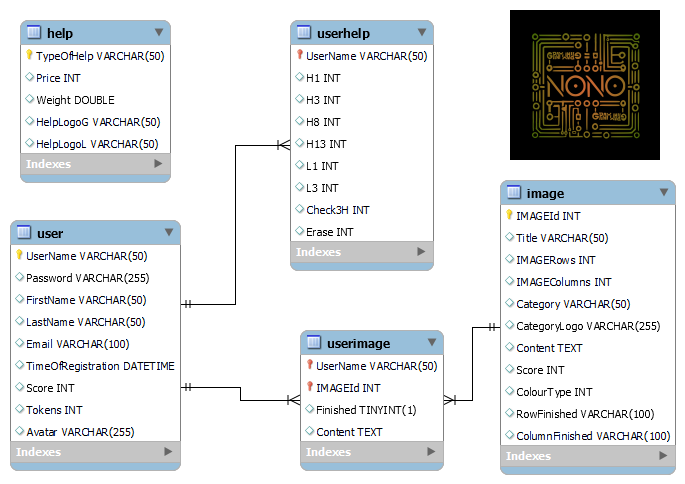 help
TypeOfHelp VARCHAR(50)
Price INT
Weight DOUBLE
HelpLogoG VARCHAR(50)
HelpLogoL VARCHAR(50)
Indexes
userhelp
UserName VARCHAR(50)
H1 INT
H3 INT
H8 INT
H13 INT
L1 INT
L3 INT
Check3H INT
Erase INT
Indexes
NONO
user
UserName VARCHAR(50)
Password VARCHAR(255)
FirstName VARCHAR(50)
LastName VARCHAR(50)
Email VARCHAR(100)
TimeOfRegistration DATETIME
Score INT
Tokens INT
Avatar VARCHAR(255)
Indexes
userimage
UserName VARCHAR(50)
IMAGEId INT
Finished TINYINT(1)
Content TEXT
Indexes
image
IMAGEId INT
Title VARCHAR(50)
IMAGERows INT
IMAGEColumns INT
Category VARCHAR(50)
CategoryLogo VARCHAR(255)
Content TEXT
Score INT
ColourType INT
RowFinished VARCHAR(100)
ColumnFinished VARCHAR(100)
Indexes